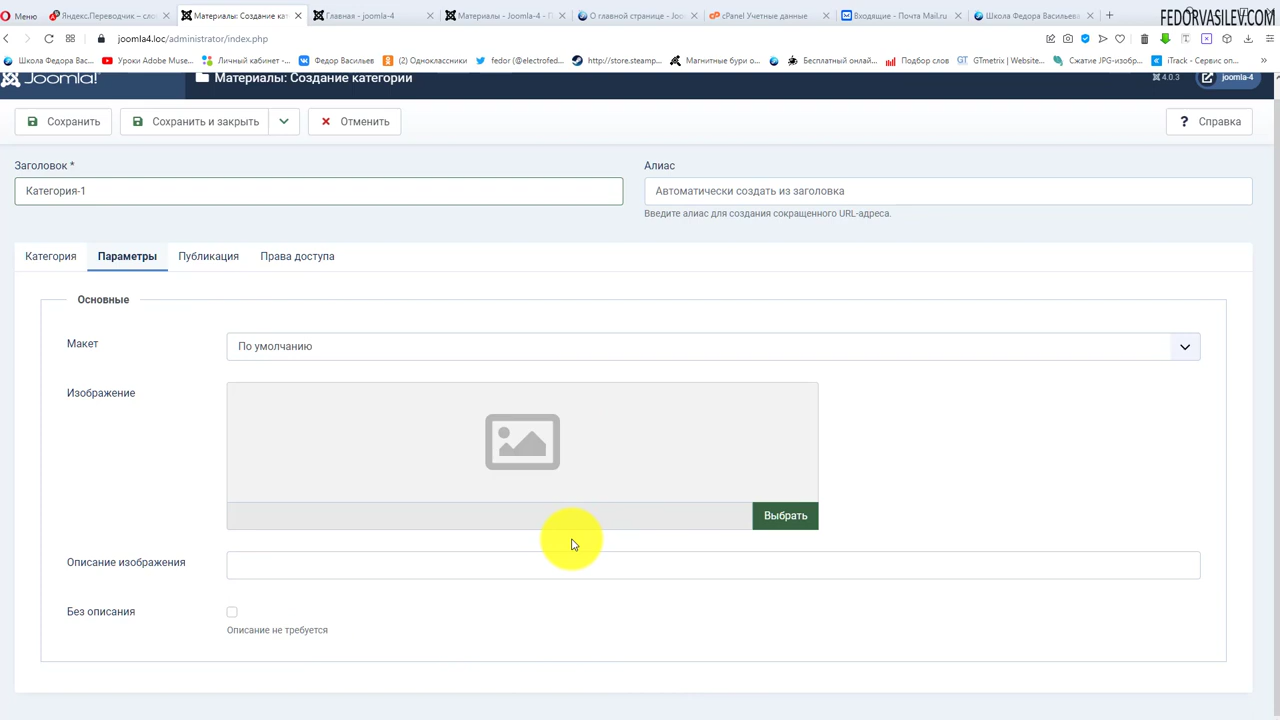 Меню
Яндекс.Переводчик – сло
Материалы: Создание кат
Главная - joomla-4
Материалы - Joomla-4 - П
О главной странице - Jo
cPanel Учетные данные
Входящие - Почта Mail.ru
Школа Федора Васильева
FEDORVASILEV.COM
joomla4.loc/administrator/index.php
Школа Федора Вас...
Уроки Adobe Muse...
Личный кабинет -...
Федор Васильев
(2) Одноклассники
fedor (@electrofed...
http://store.steamp...
Магнитные бури о...
Бесплатный онлай...
Подбор слов
GTmetrix | Website...
Сжатие JPG-изобр...
iTrack - Сервис оп...
Joomla!
Материалы: Создание категории
4.0.3
joomla-4
Сохранить
Сохранить и закрыть
Отменить
? Справка
Заголовок *
Алиас
Категория-1
Автоматически создать из заголовка
Введите алиас для создания сокращенного URL-адреса.
Категория
Параметры
Публикация
Права доступа
Основные
Макет
По умолчанию
Изображение
Выбрать
Описание изображения
Без описания
Описание не требуется